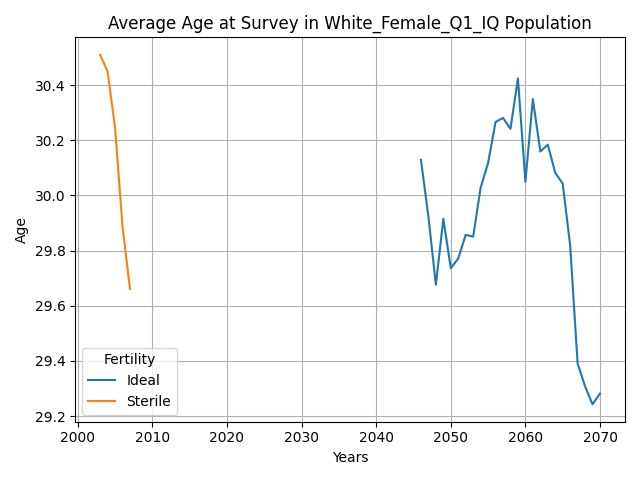 Average Age at Survey in White_Female_Q1_IQ Population
Age
30.4
30.2
30.0
29.8
29.6
29.4
29.2
Fertility
Ideal
Sterile
2000 2010 2020 2030 2040 2050 2060 2070
Years